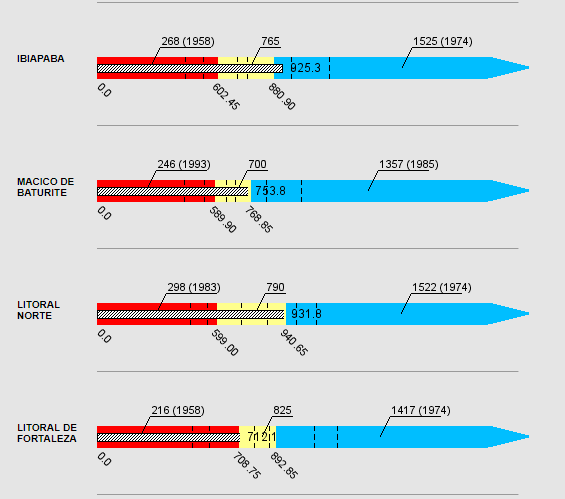 268 (1958) 765 1525 (1974)
IBIAPABA
925.3
0.0 602.45 880.90
246 (1993) 700 1357 (1985)
MACICO DE
BATURITE
753.8
0.0 589.90 768.85
298 (1983) 790 1522 (1974)
LITORAL
NORTE
931.8
0.0 599.00 940.65
216 (1958) 825 1417 (1974)
LITORAL DE
FORTALEZA
712.1
0.0 708.75 892.85